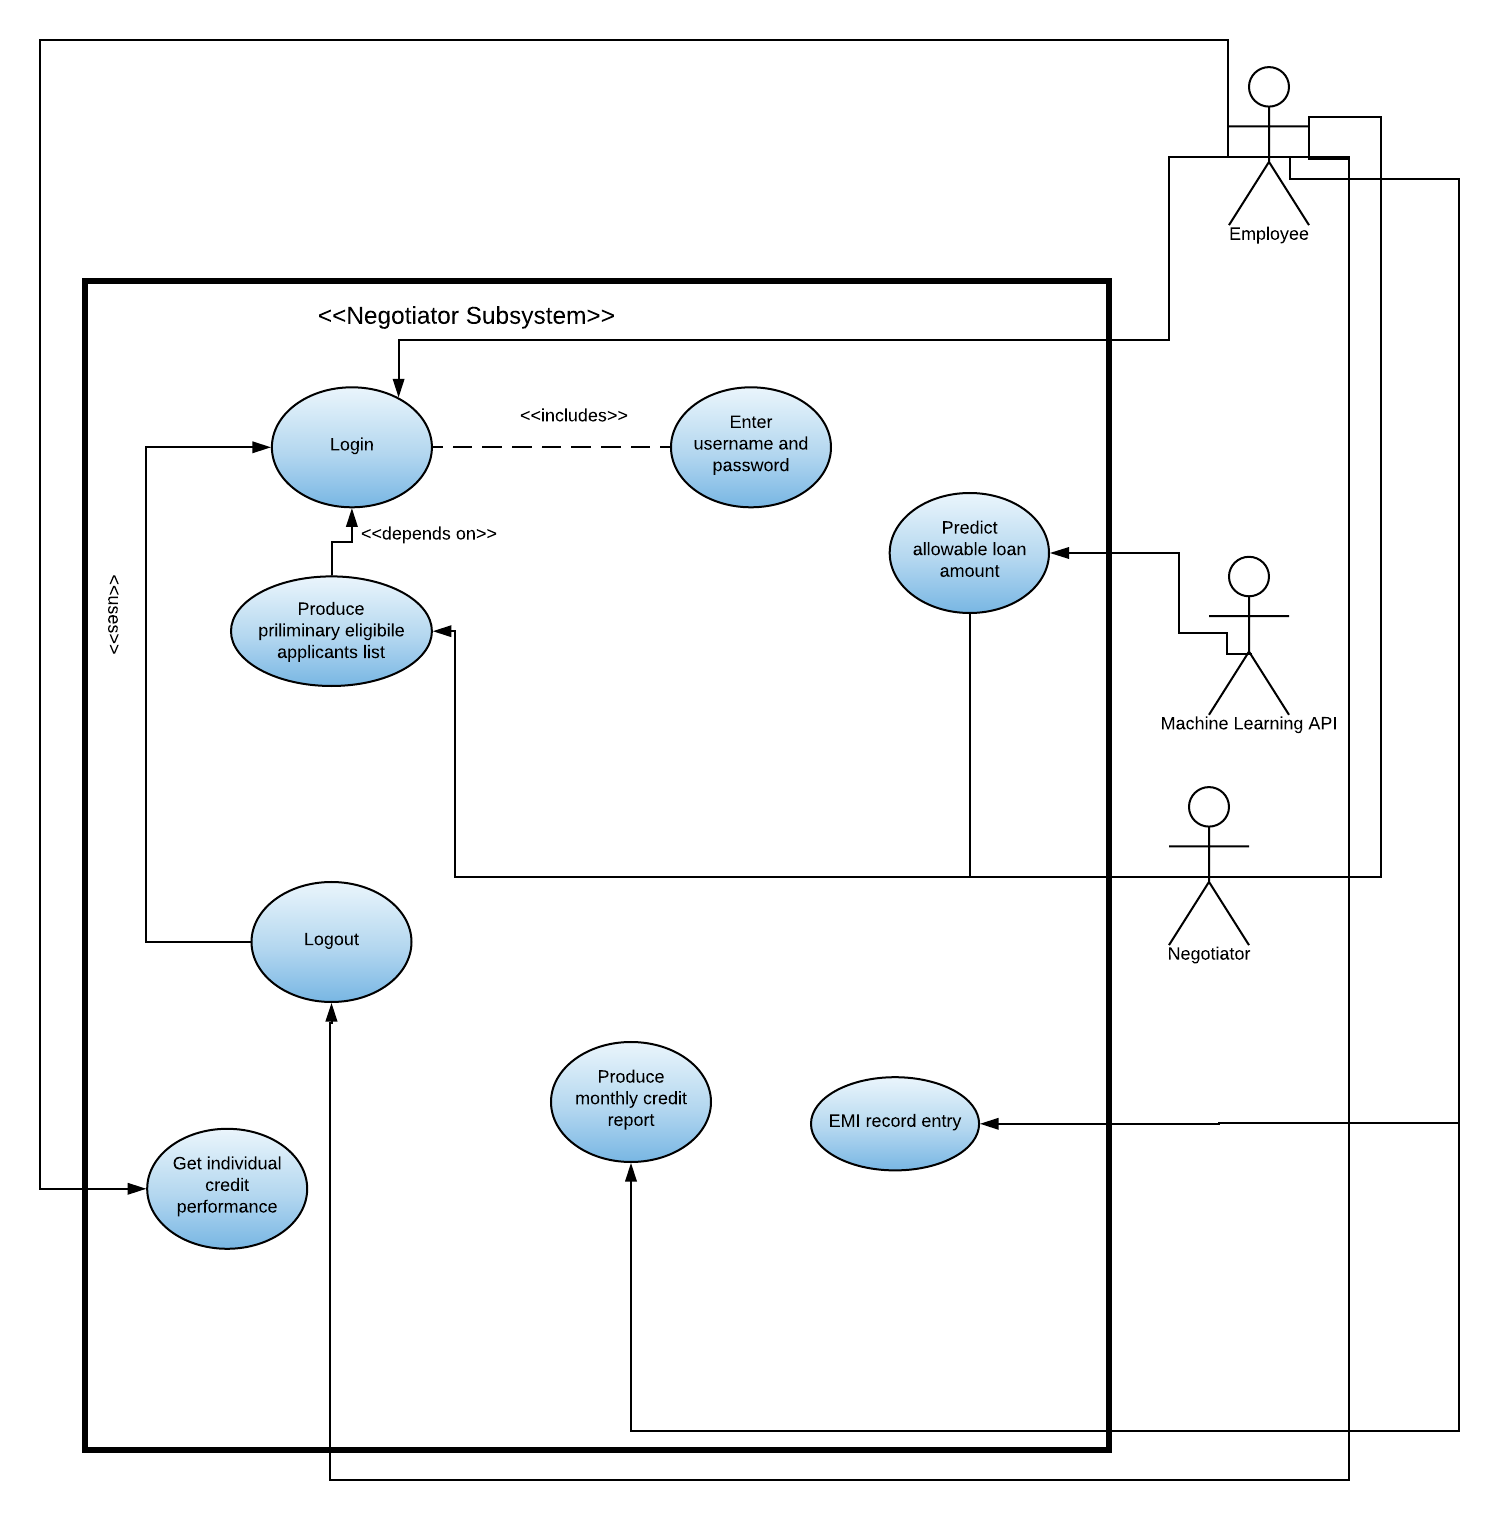 Employee
<<Negotiator Subsystem>>
<<includes>>
Login
Enter
username and
password
<<depends on>>
Predict
allowable loan
amount
<<uses>>
Produce
priliminary eligibile
applicants list
Machine Learning API
Logout
Negotiator
Produce
monthly credit
report
EMI record entry
Get individual
credit
performance